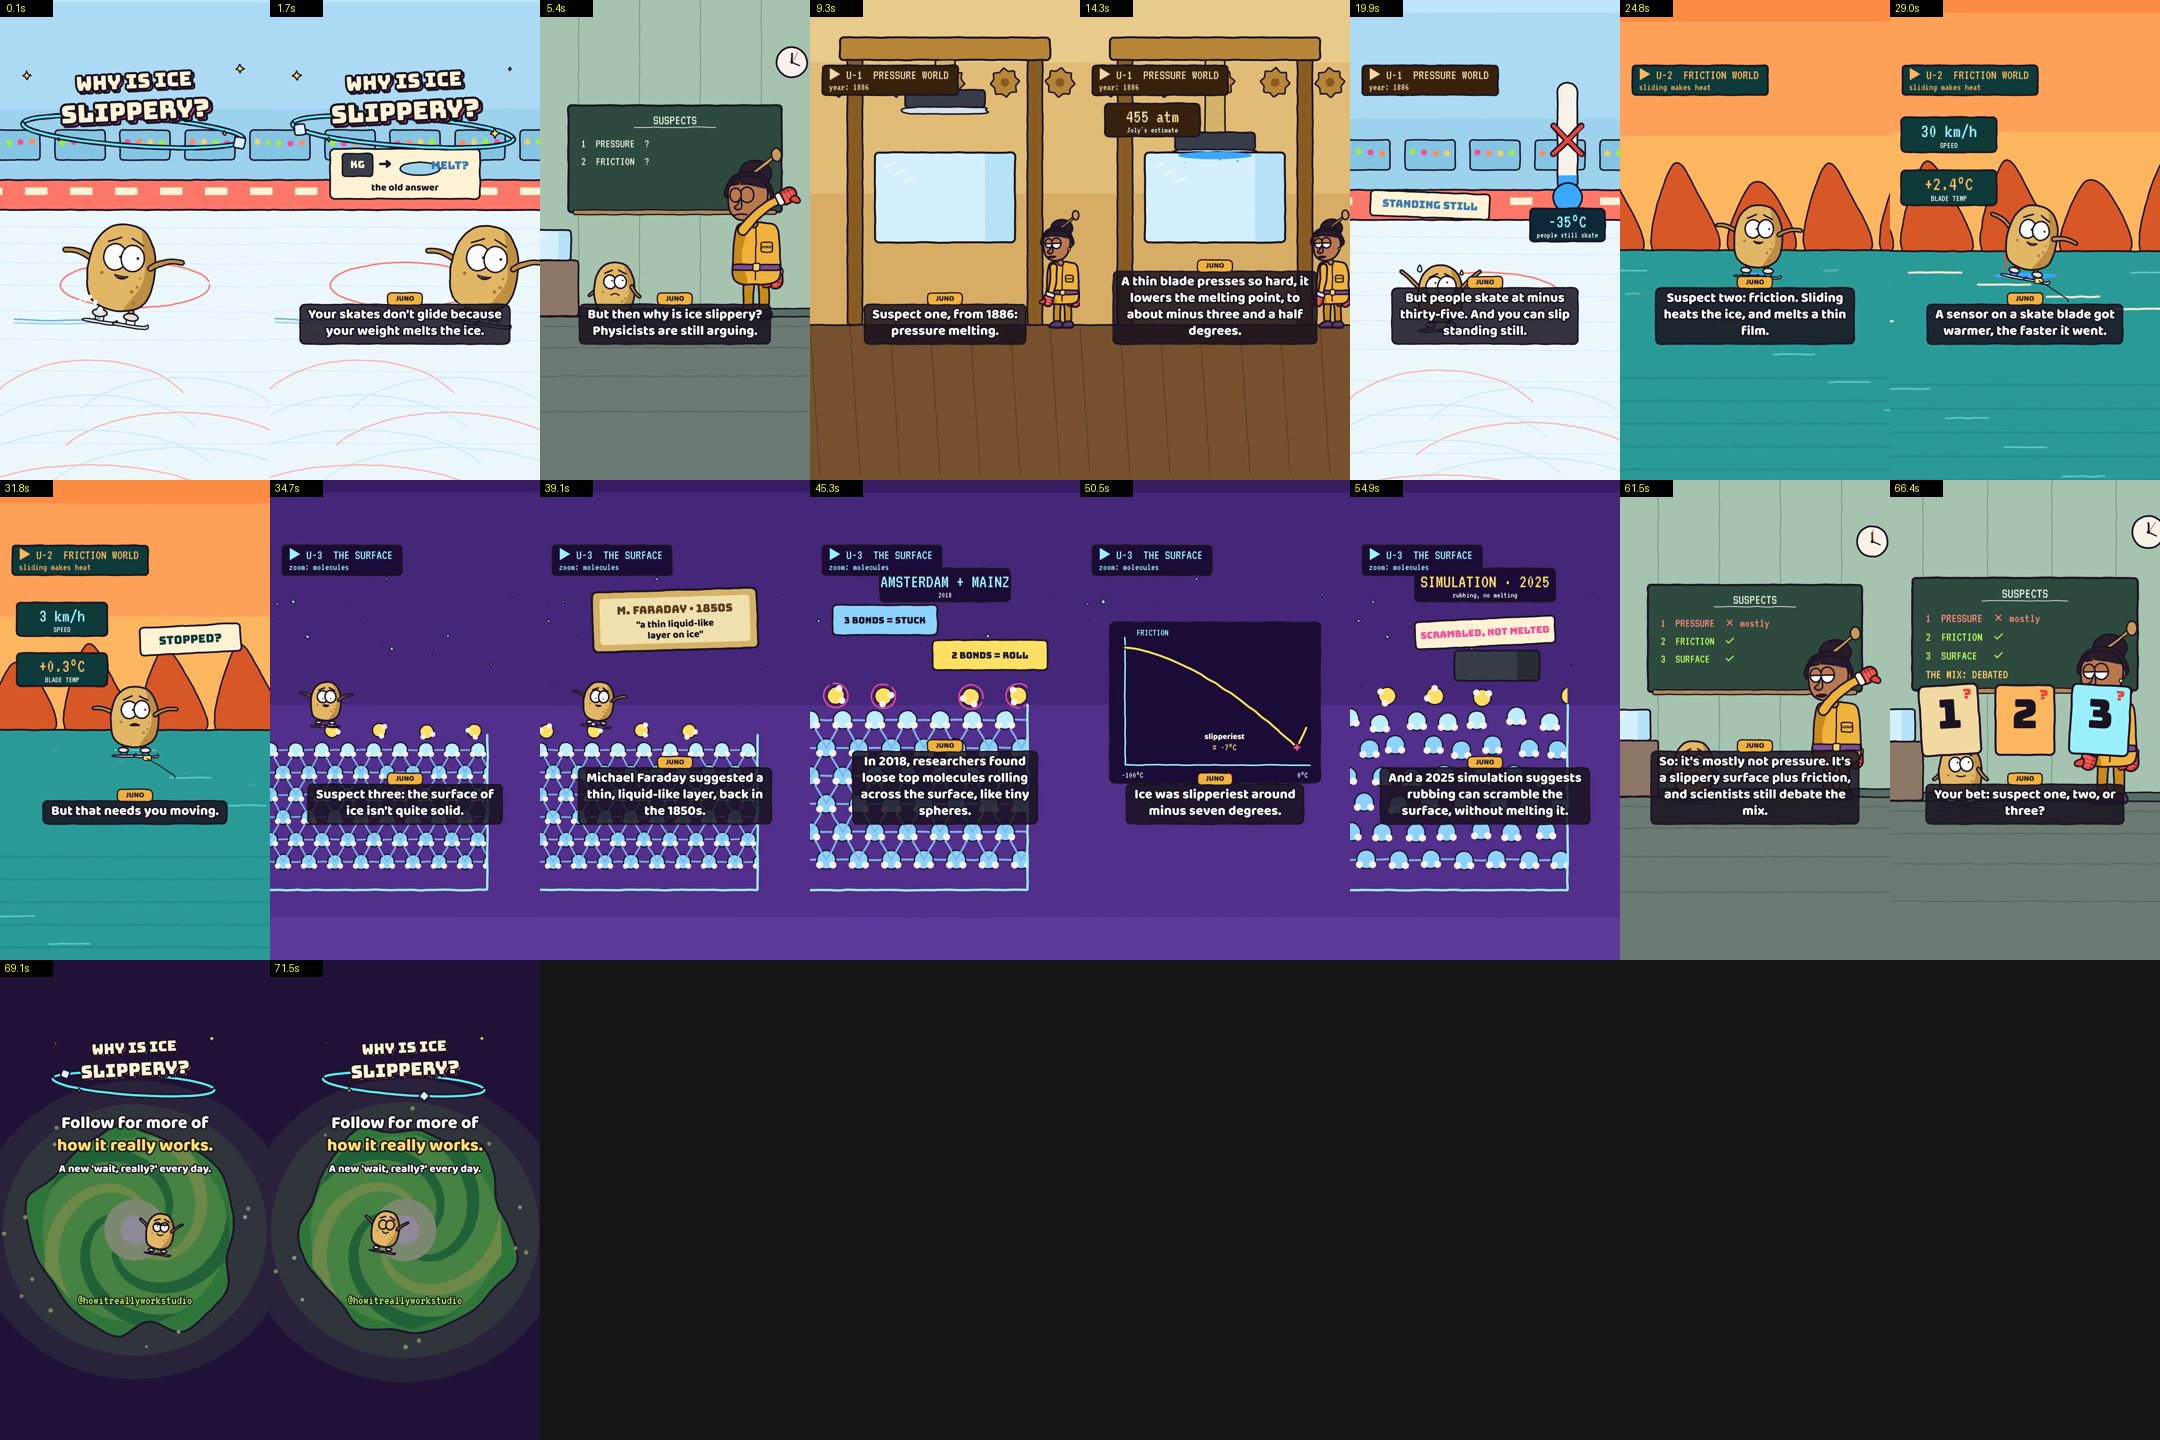 0.1s
WHY IS ICE
SLIPPERY?
1.7s
WHY IS ICE
SLIPPERY?
KG
MELT?
the old answer
JUNO
Your skates don't glide because
your weight melts the ice.
5.4s
SUSPECTS
1 PRESSURE ?
2 FRICTION ?
JUNO
But then why is ice slippery?
Physicists are still arguing.
9.3s
U-1 PRESSURE WORLD
year: 1886
JUNO
Suspect one, from 1886:
pressure melting.
14.3s
U-1 PRESSURE WORLD
year: 1886
455 atm
Joly's estimate
JUNO
A thin blade presses so hard, it
lowers the melting point, to
about minus three and a half
degrees.
19.9s
U-1 PRESSURE WORLD
year: 1886
STANDING STILL
-35°C
people still skate
JUNO
But people skate at minus
thirty-five. And you can slip
standing still.
24.8s
U-2 FRICTION WORLD
sliding makes heat
JUNO
Suspect two: friction. Sliding
heats the ice, and melts a thin
film.
29.0s
U-2 FRICTION WORLD
sliding makes heat
30 km/h
SPEED
+2.4°C
BLADE TEMP
JUNO
A sensor on a skate blade got
warmer, the faster it went.
31.8s
U-2 FRICTION WORLD
sliding makes heat
3 km/h
SPEED
+0.3°C
BLADE TEMP
STOPPED?
JUNO
But that needs you moving.
34.7s
U-3 THE SURFACE
zoom: molecules
JUNO
Suspect three: the surface of
ice isn't quite solid.
39.1s
U-3 THE SURFACE
zoom: molecules
M. FARADAY · 1850S
"a thin liquid-like
layer on ice"
JUNO
Michael Faraday suggested a
thin, liquid-like layer, back in
the 1850s.
45.3s
U-3 THE SURFACE
zoom: molecules
AMSTERDAM + MAINZ
2018
3 BONDS = STUCK
2 BONDS = ROLL
JUNO
In 2018, researchers found
loose top molecules rolling
across the surface, like tiny
spheres.
50.5s
U-3 THE SURFACE
zoom: molecules
FRICTION
slipperiest
≈ -7°C
-100°C
0°C
JUNO
Ice was slipperiest around
minus seven degrees.
54.9s
U-3 THE SURFACE
zoom: molecules
SIMULATION · 2025
rubbing, no melting
SCRAMBLED, NOT MELTED
JUNO
And a 2025 simulation suggests
rubbing can scramble the
surface, without melting it.
61.5s
SUSPECTS
1 PRESSURE ✕ mostly
2 FRICTION ✓
3 SURFACE ✓
JUNO
So: it's mostly not pressure. It's
a slippery surface plus friction,
and scientists still debate the
mix.
66.4s
SUSPECTS
1 PRESSURE ✕ mostly
2 FRICTION ✓
3 SURFACE ✓
THE MIX: DEBATED
1 ?
2 ?
3 ?
JUNO
Your bet: suspect one, two, or
three?
69.1s
WHY IS ICE
SLIPPERY?
Follow for more of
how it really works.
A new 'wait, really?' every day.
@howitreallyworkstudio
71.5s
WHY IS ICE
SLIPPERY?
Follow for more of
how it really works.
A new 'wait, really?' every day.
@howitreallyworkstudio